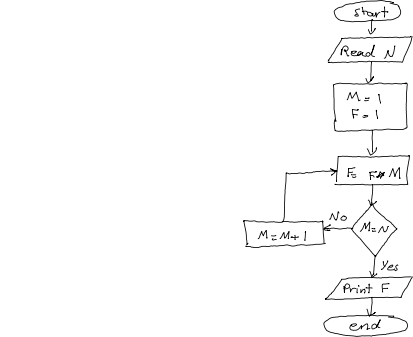 start
Read N
M = 1
F = 1
F = F * M
No
M = N
M = M + 1
Yes
Print F
end